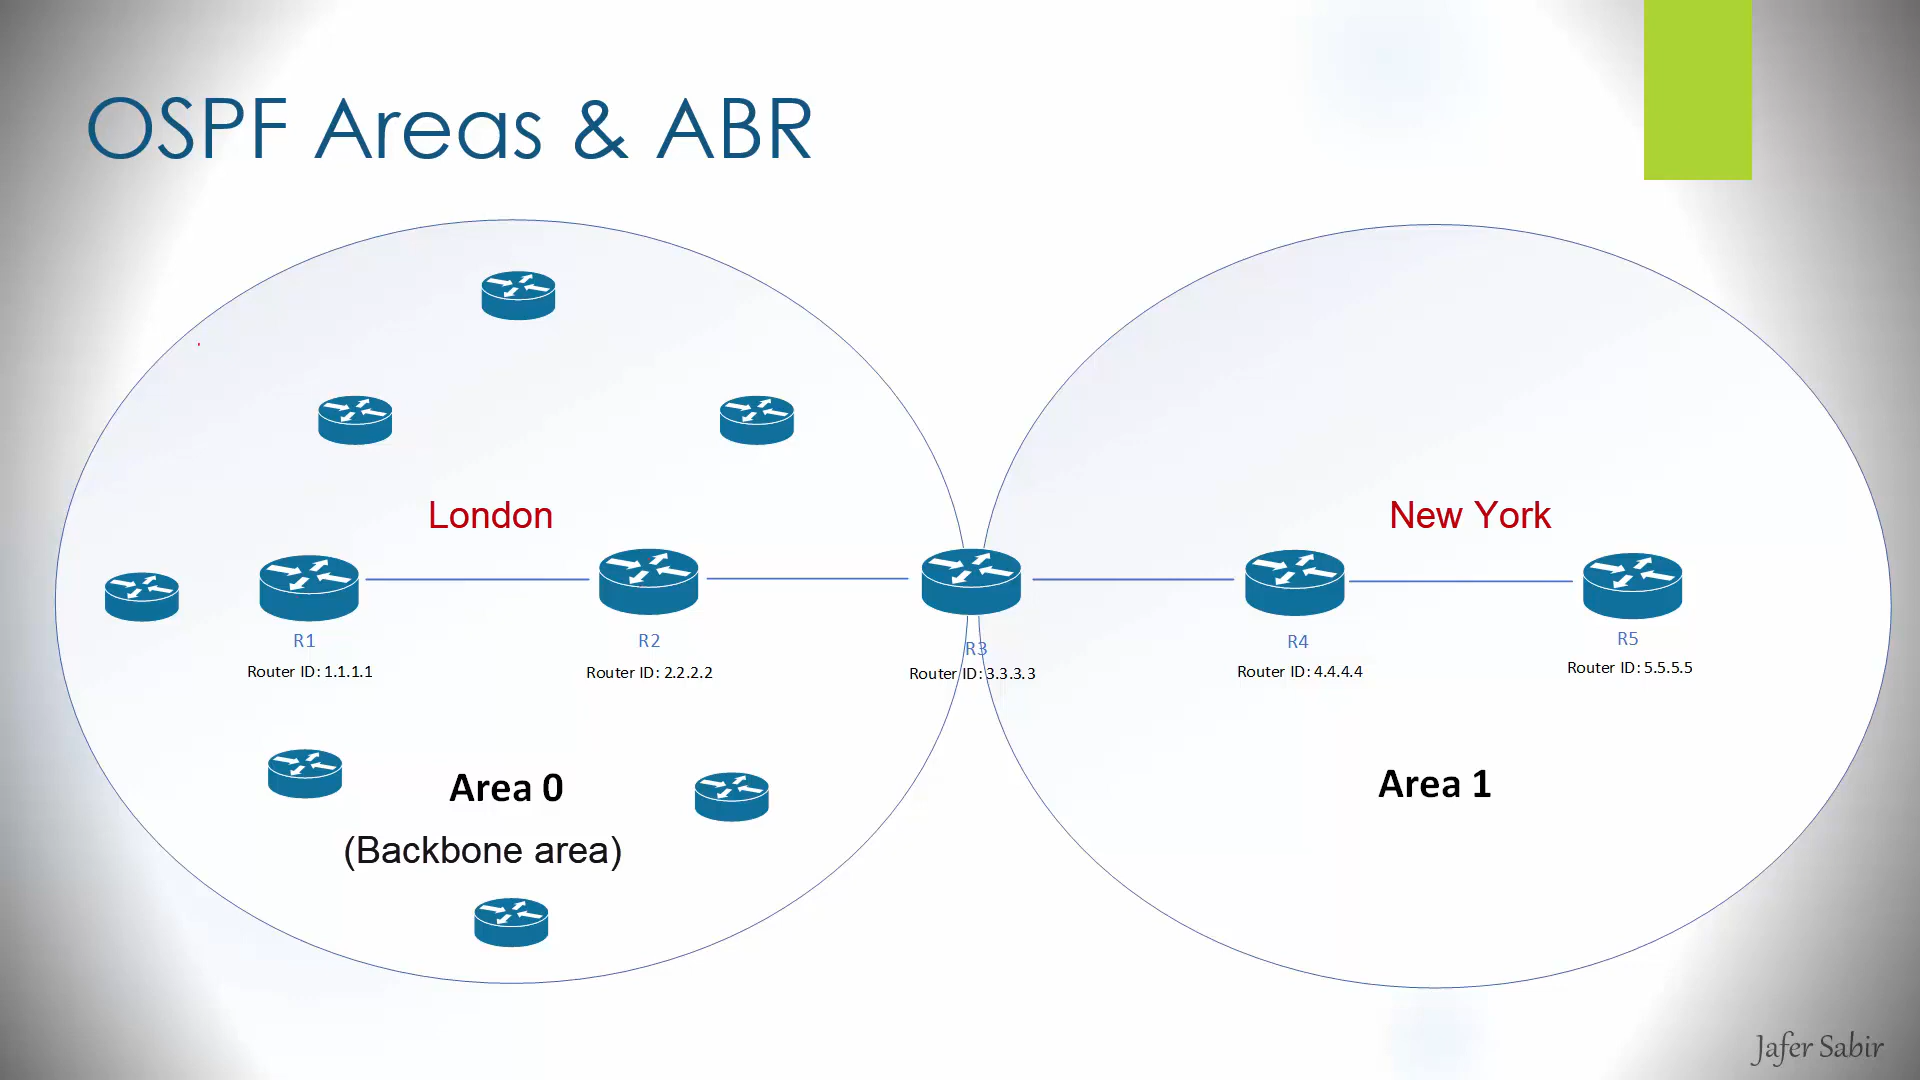 OSPF Areas & ABR
London
New York
R1
R2
R3
R4
R5
Router ID: 1.1.1.1
Router ID: 2.2.2.2
Router ID: 3.3.3.3
Router ID: 4.4.4.4
Router ID: 5.5.5.5
Area 0
(Backbone area)
Area 1
Jafer Sabir